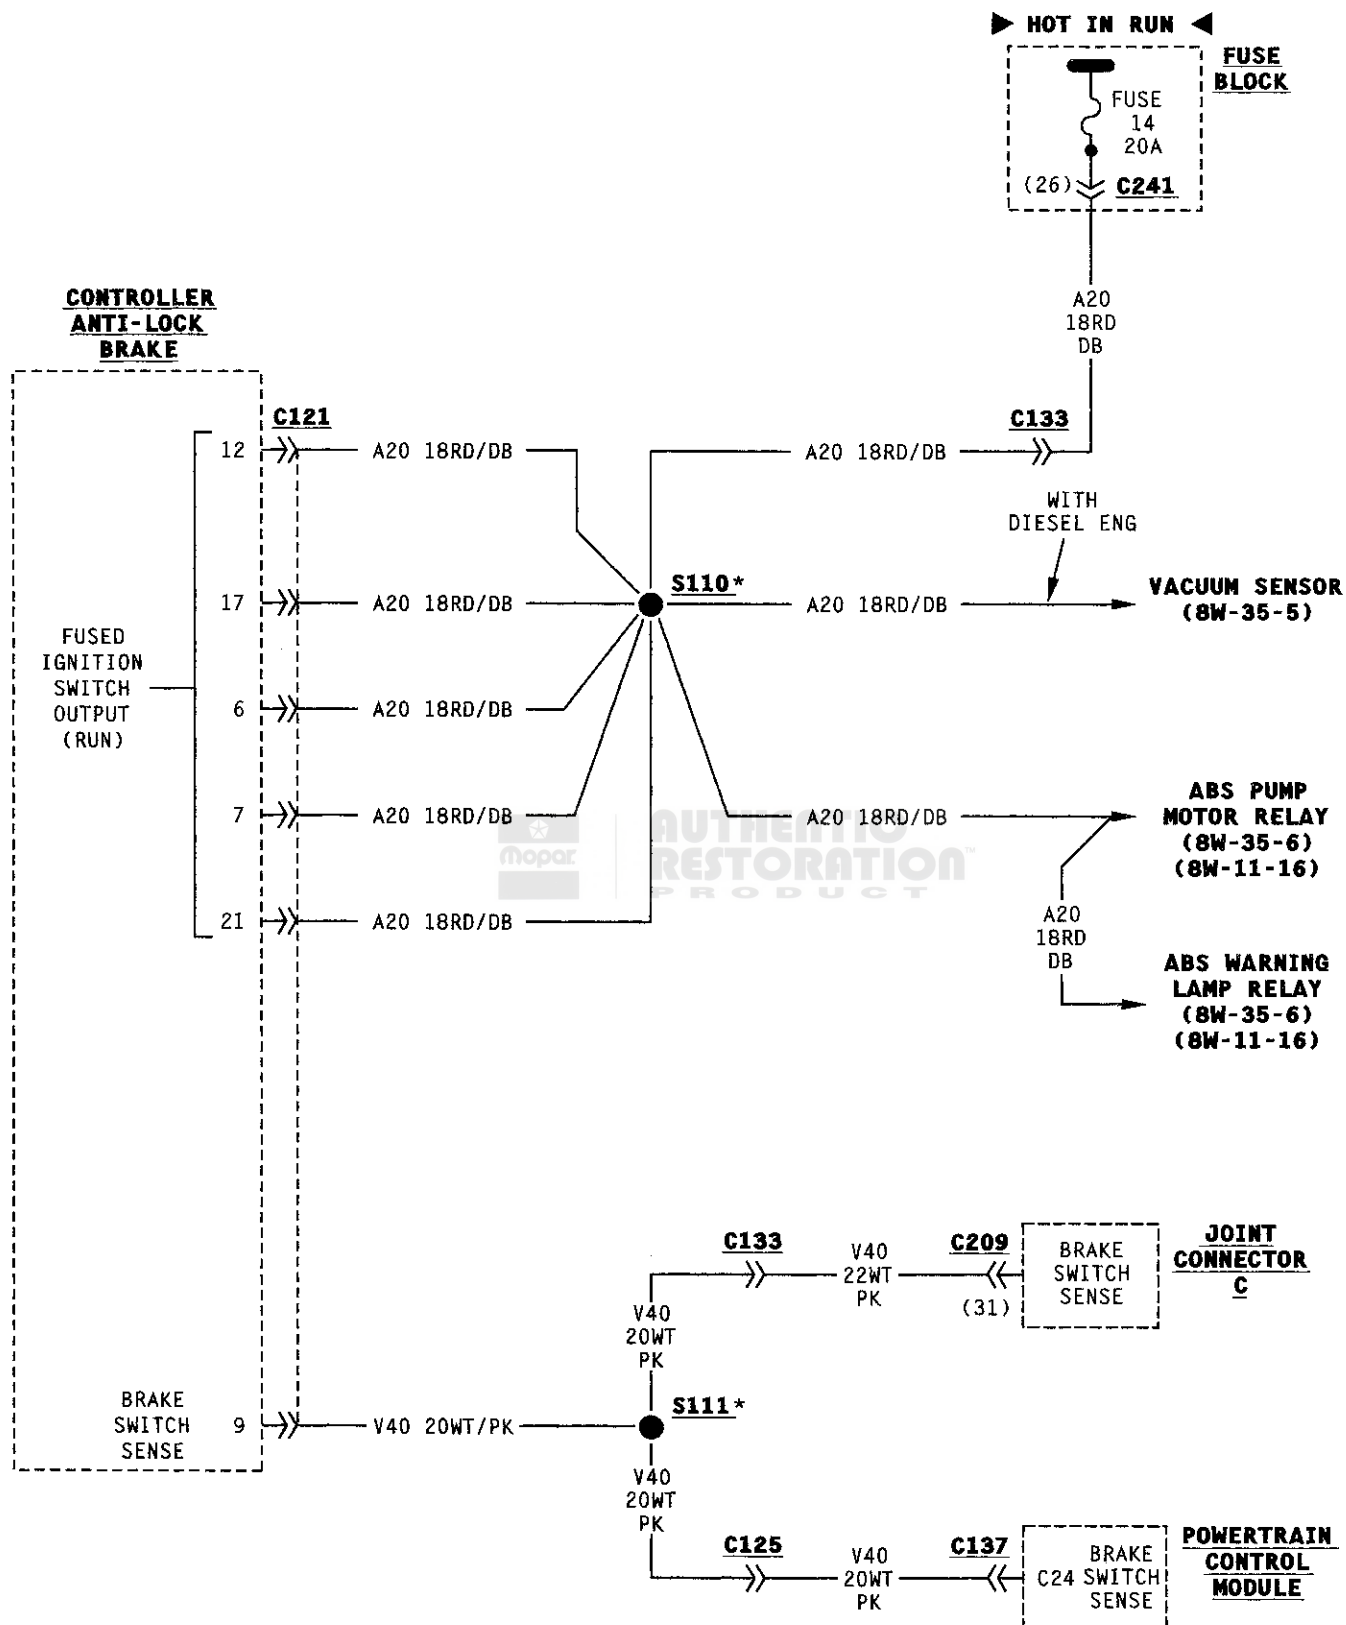 HOT IN RUN
FUSE
BLOCK
FUSE
14
20A
(26)
C241
A20
18RD
DB
CONTROLLER
ANTI-LOCK
BRAKE
C121
C133
12
A20 18RD/DB
A20 18RD/DB
WITH
DIESEL ENG
S110*
17
A20 18RD/DB
A20 18RD/DB
VACUUM SENSOR
(8W-35-5)
FUSED
IGNITION
SWITCH
OUTPUT
(RUN)
6
A20 18RD/DB
7
A20 18RD/DB
A20 18RD/DB
ABS PUMP
MOTOR RELAY
(8W-35-6)
(8W-11-16)
Mopar
AUTHENTIC
RESTORATION™
PRODUCT
21
A20 18RD/DB
A20
18RD
DB
ABS WARNING
LAMP RELAY
(8W-35-6)
(8W-11-16)
C133
V40
22WT
PK
C209
(31)
BRAKE
SWITCH
SENSE
JOINT
CONNECTOR
C
V40
20WT
PK
BRAKE
SWITCH
SENSE
9
V40 20WT/PK
S111*
V40
20WT
PK
C125
V40
20WT
PK
C137
C24
BRAKE
SWITCH
SENSE
POWERTRAIN
CONTROL
MODULE